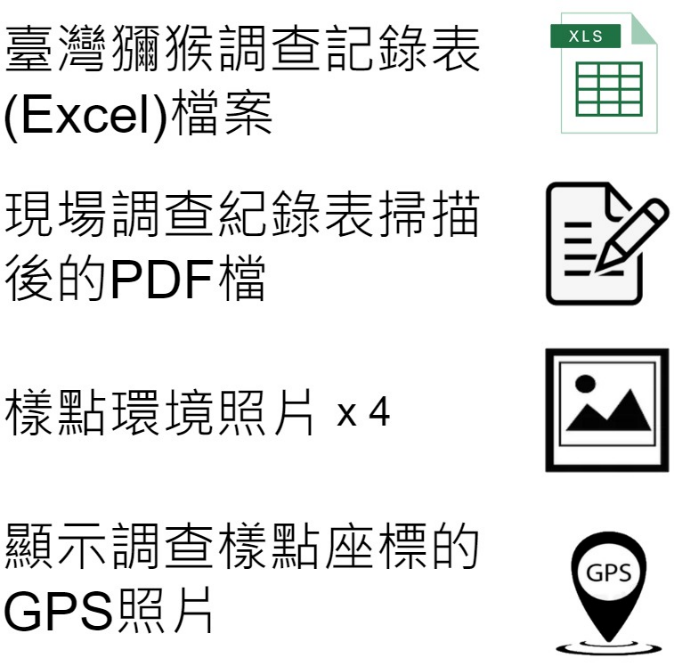 臺灣獼猴調查記錄表
(Excel)檔案
XLS
現場調查紀錄表掃描
後的PDF檔
樣點環境照片 x 4
顯示調查樣點座標的
GPS照片
GPS